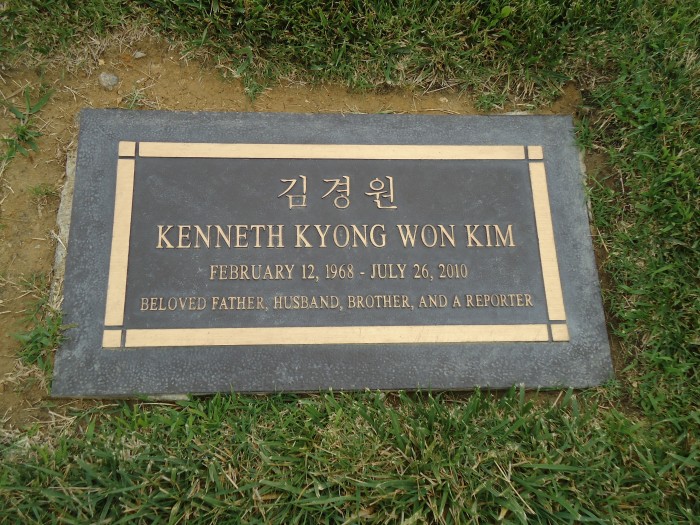 김경원
KENNETH KYONG WON KIM
FEBRUARY 12, 1968 - JULY 26, 2010
BELOVED FATHER, HUSBAND, BROTHER, AND A REPORTER